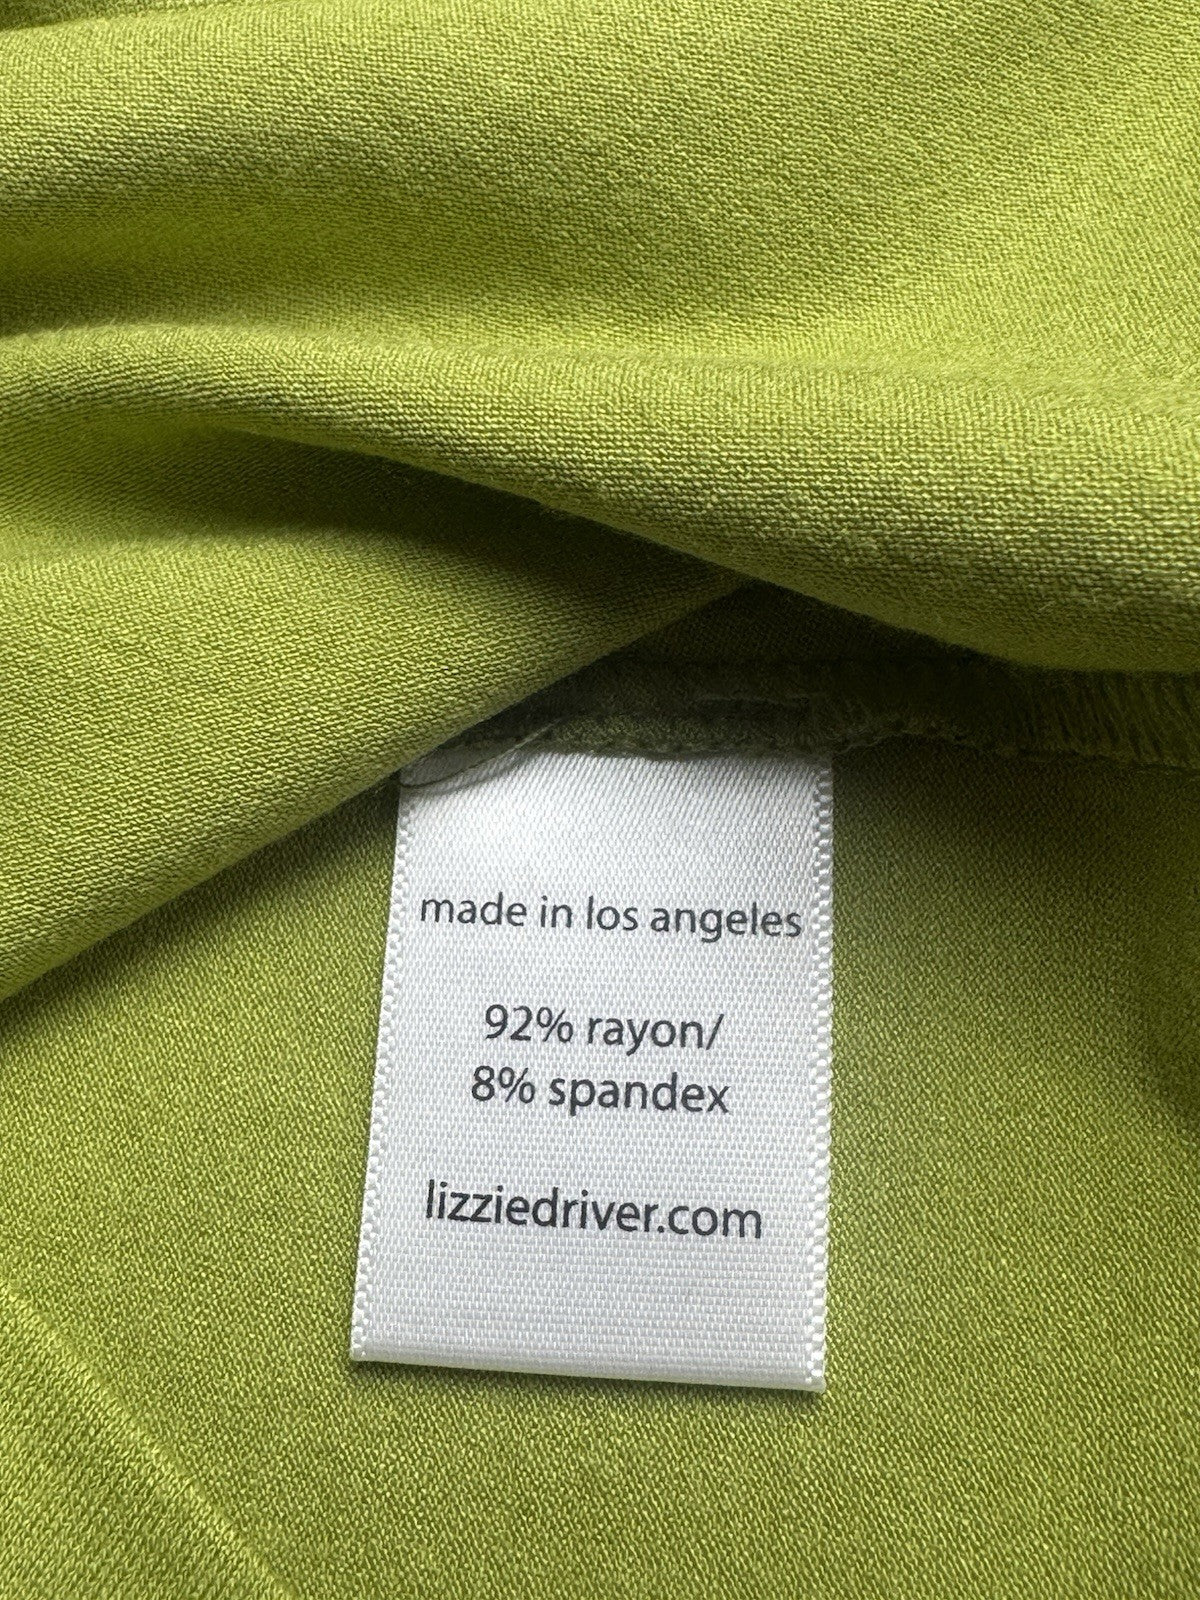 made in los angeles
92% rayon/
8% spandex
lizziedriver.com